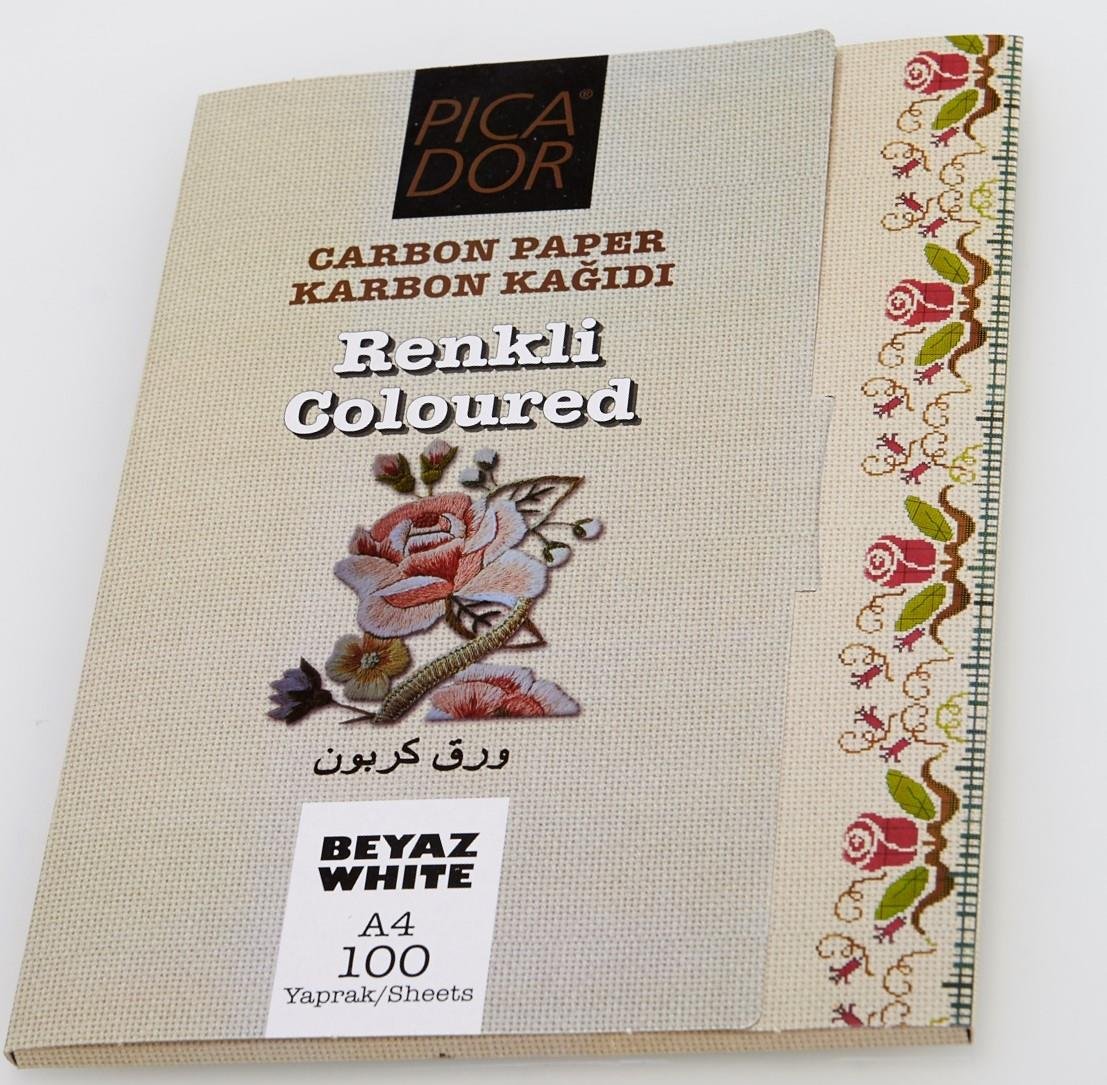 PICA®
DOR
CARBON PAPER
KARBON KAĞIDI
Renkli
Coloured
ورق كربون
BEYAZ
WHITE
A4
100
Yaprak/Sheets